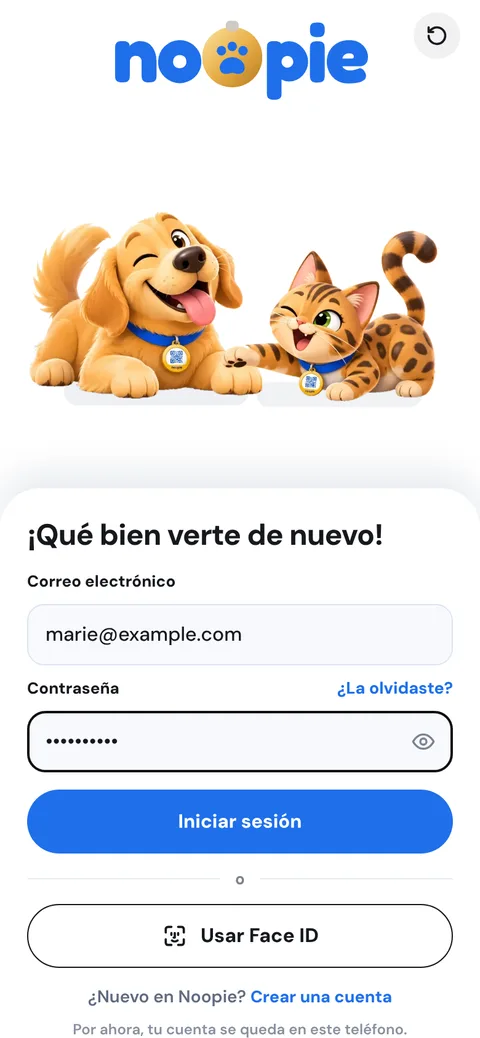 noopie
¡Qué bien verte de nuevo!
Correo electrónico
marie@example.com
Contraseña ¿La olvidaste?
••••••••••
Iniciar sesión
o
Usar Face ID
¿Nuevo en Noopie? Crear una cuenta
Por ahora, tu cuenta se queda en este teléfono.